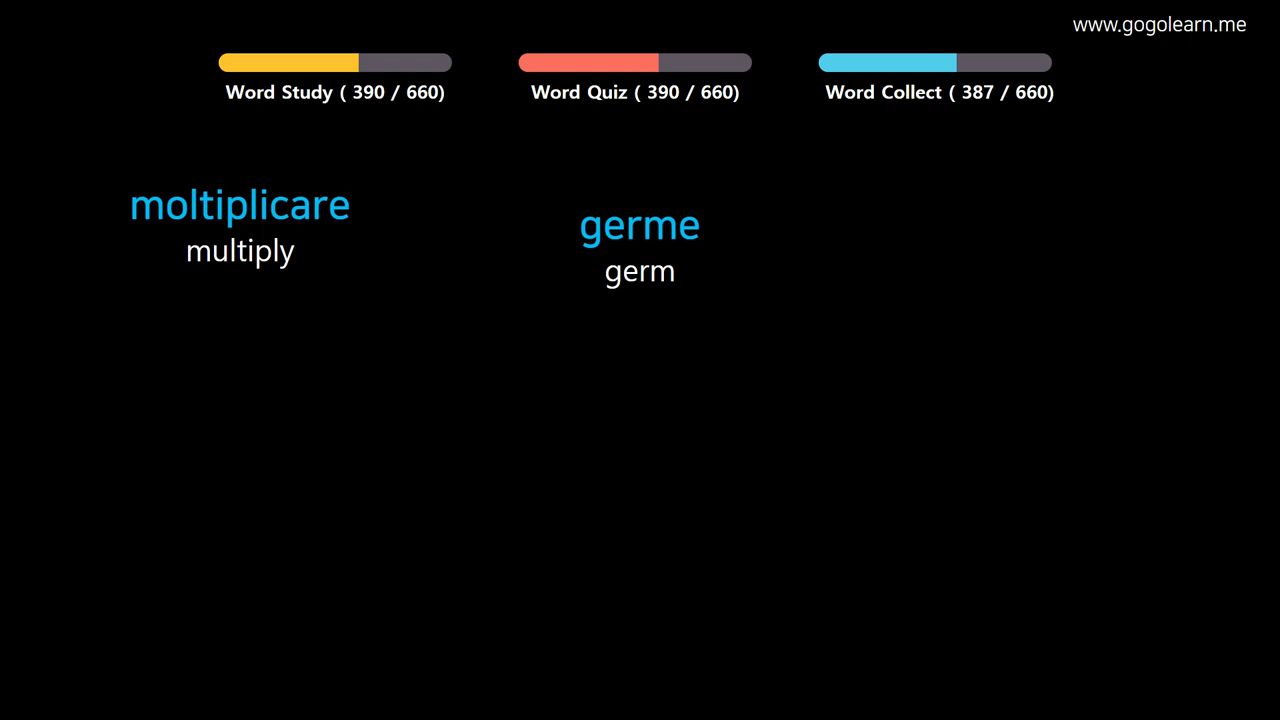 www.gogolearn.me
Word Study ( 390 / 660)
Word Quiz ( 390 / 660)
Word Collect ( 387 / 660)
moltiplicare
multiply
germe
germ